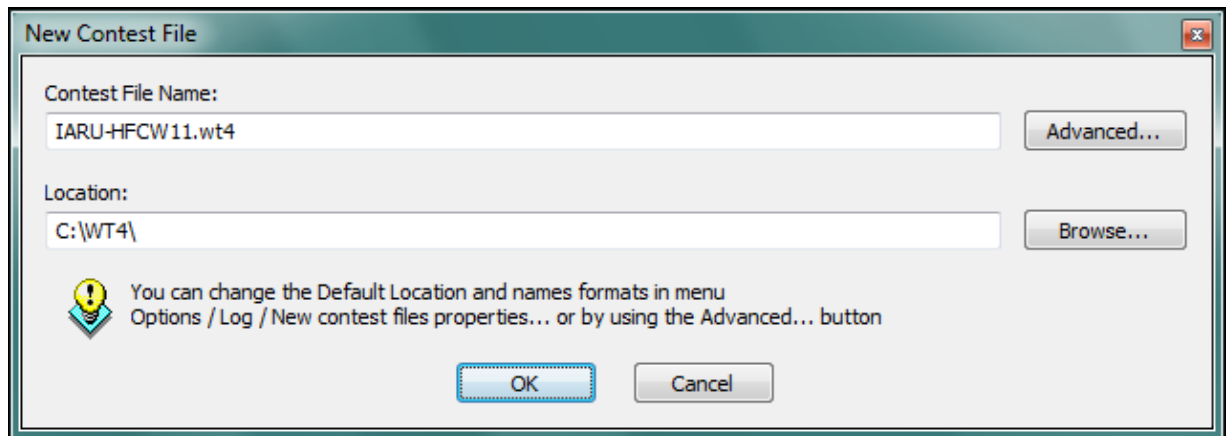 New Contest File
Contest File Name:
IARU-HFCW11.wt4
Advanced...
Location:
C:\WT4\
Browse...
You can change the Default Location and names formats in menu
Options / Log / New contest files properties... or by using the Advanced... button
OK
Cancel